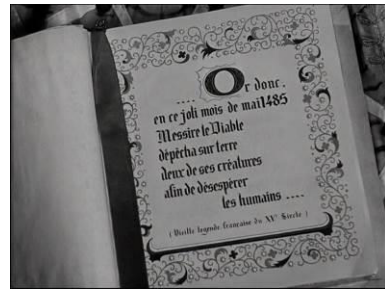 .... Or donc.
en ce joli mois de mai 1485
Messire le Diable
dépêcha sur terre
deux de ses créatures
afin de désespérer
les humains ....
(Vieille légende française du XVe Siècle)